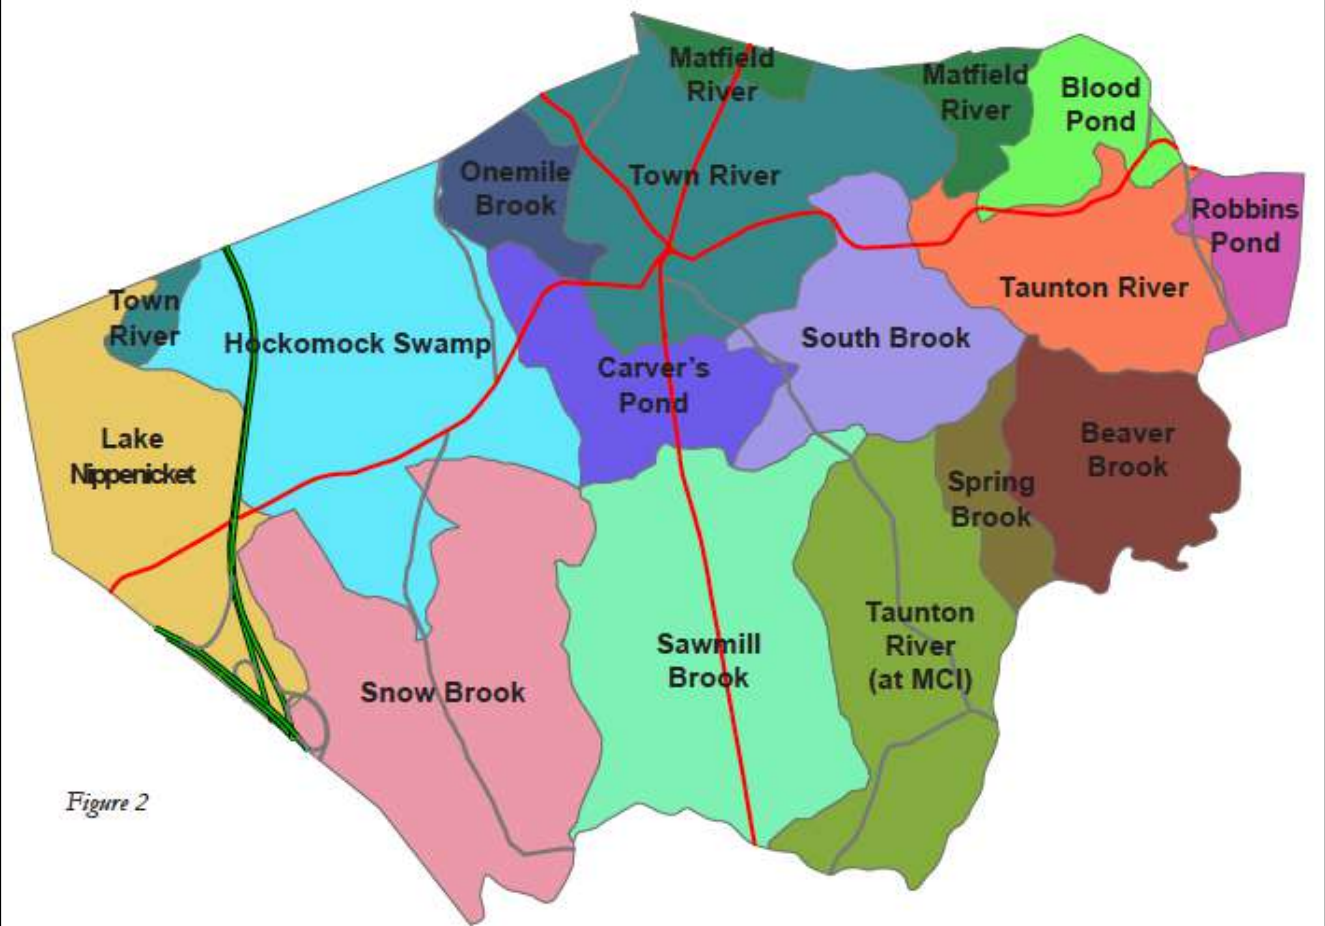 Matfield
River
Matfield
River
Blood
Pond
Onemile
Brook
Town River
Robbins
Pond
Town
River
Hockomock Swamp
Taunton River
South Brook
Carver's
Pond
Lake
Nippenicket
Beaver
Brook
Spring
Brook
Taunton
River
(at MCI)
Sawmill
Brook
Snow Brook
Figure 2